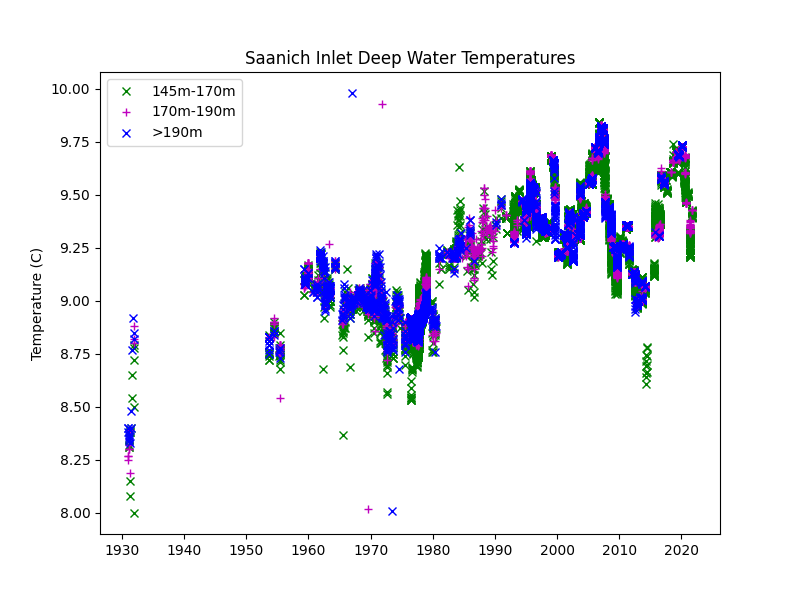 Saanich Inlet Deep Water Temperatures
145m-170m
170m-190m
>190m
Temperature (C)
10.00
9.75
9.50
9.25
9.00
8.75
8.50
8.25
8.00
1930 1940 1950 1960 1970 1980 1990 2000 2010 2020